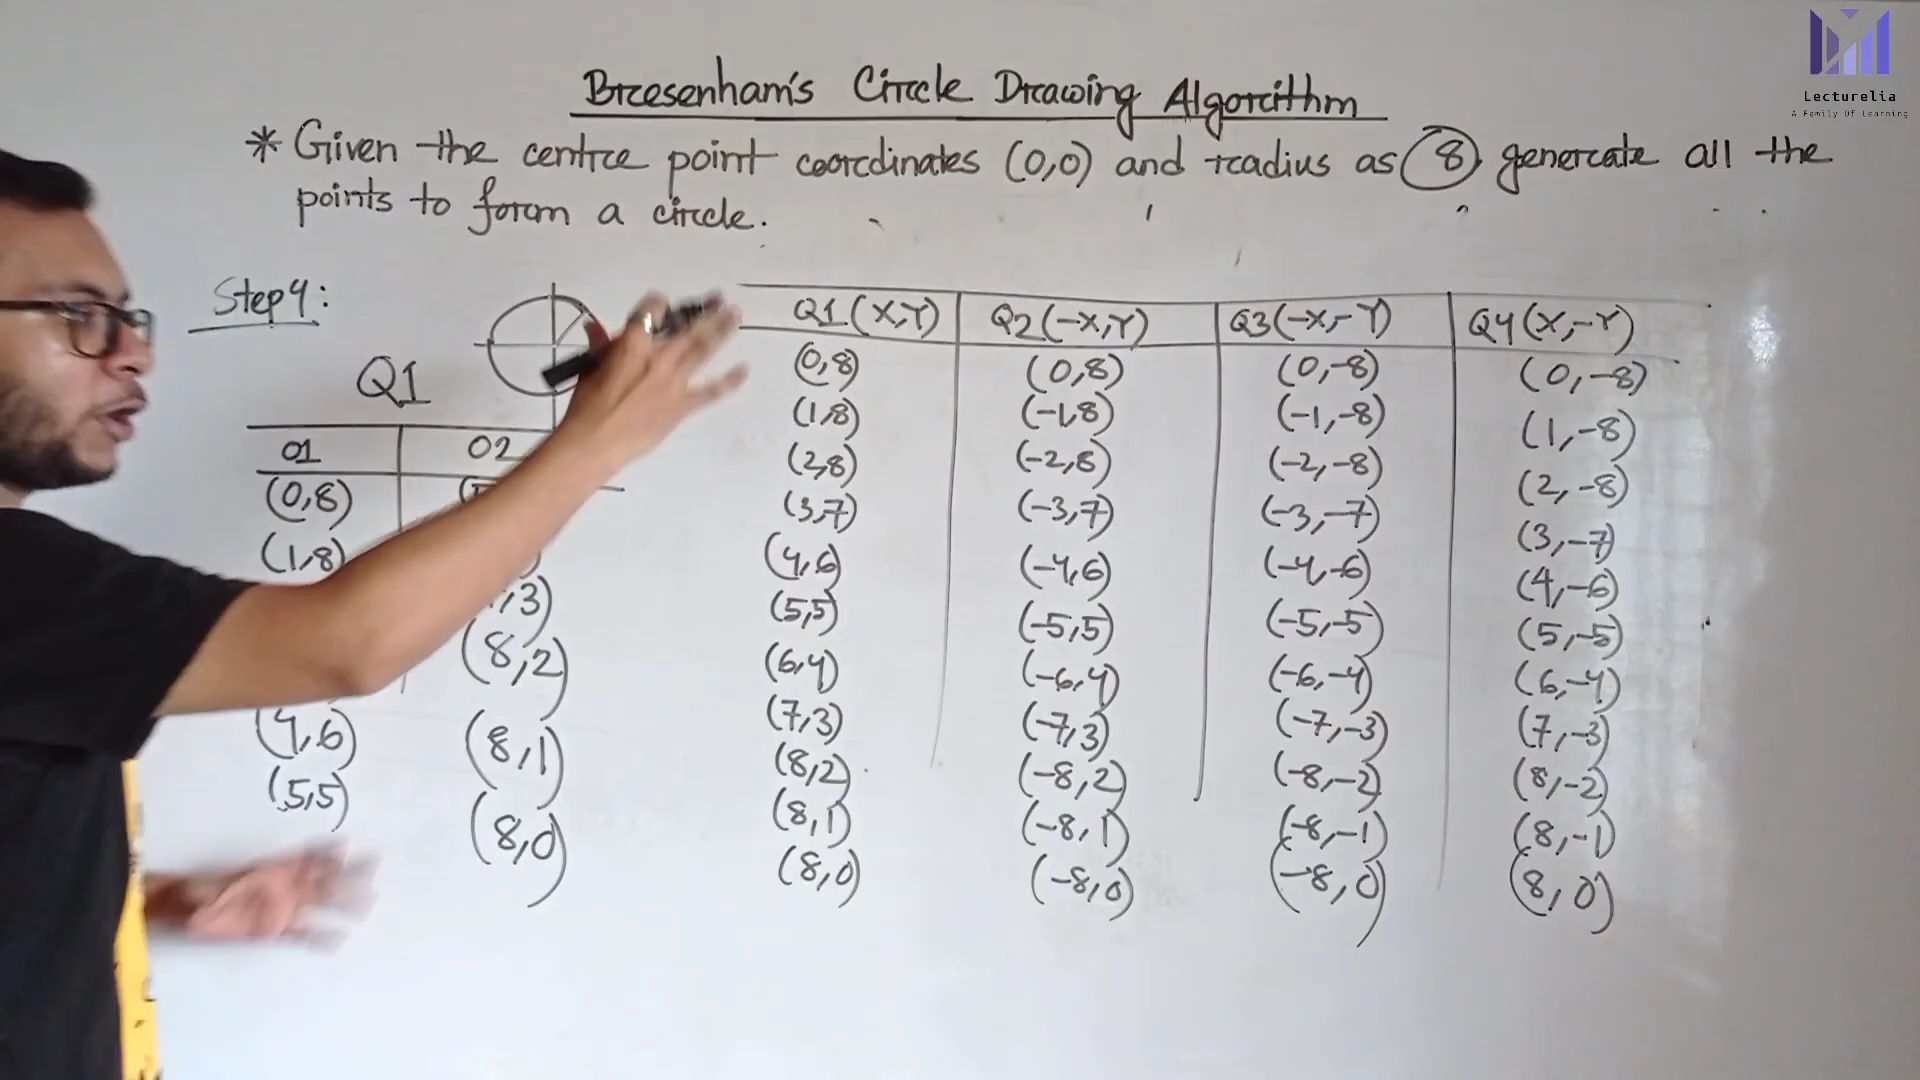 Lecturelia
A Family Of Learning
Bresenham's Circle Drawing Algorithm
* Given the centre point coordinates (0,0) and radius as 8, generate all the
points to form a circle.
Step4:
Q1
O1 O2
(0,8)
(1,8)
,3)
(8,2)
(4,6) (8,1)
(5,5) (8,0)
Q1(X,Y) Q2(-X,Y) Q3(-X,-Y) Q4(X,-Y)
(0,8) (0,8) (0,-8) (0,-8)
(1,8) (-1,8) (-1,-8) (1,-8)
(2,8) (-2,8) (-2,-8) (2,-8)
(3,7) (-3,7) (-3,-7) (3,-7)
(4,6) (-4,6) (-4,-6) (4,-6)
(5,5) (-5,5) (-5,-5) (5,-5)
(6,4) (-6,4) (-6,-4) (6,-4)
(7,3) (-7,3) (-7,-3) (7,-3)
(8,2) (-8,2) (-8,-2) (8,-2)
(8,1) (-8,1) (-8,-1) (8,-1)
(8,0) (-8,0) (-8,0) (8,0)